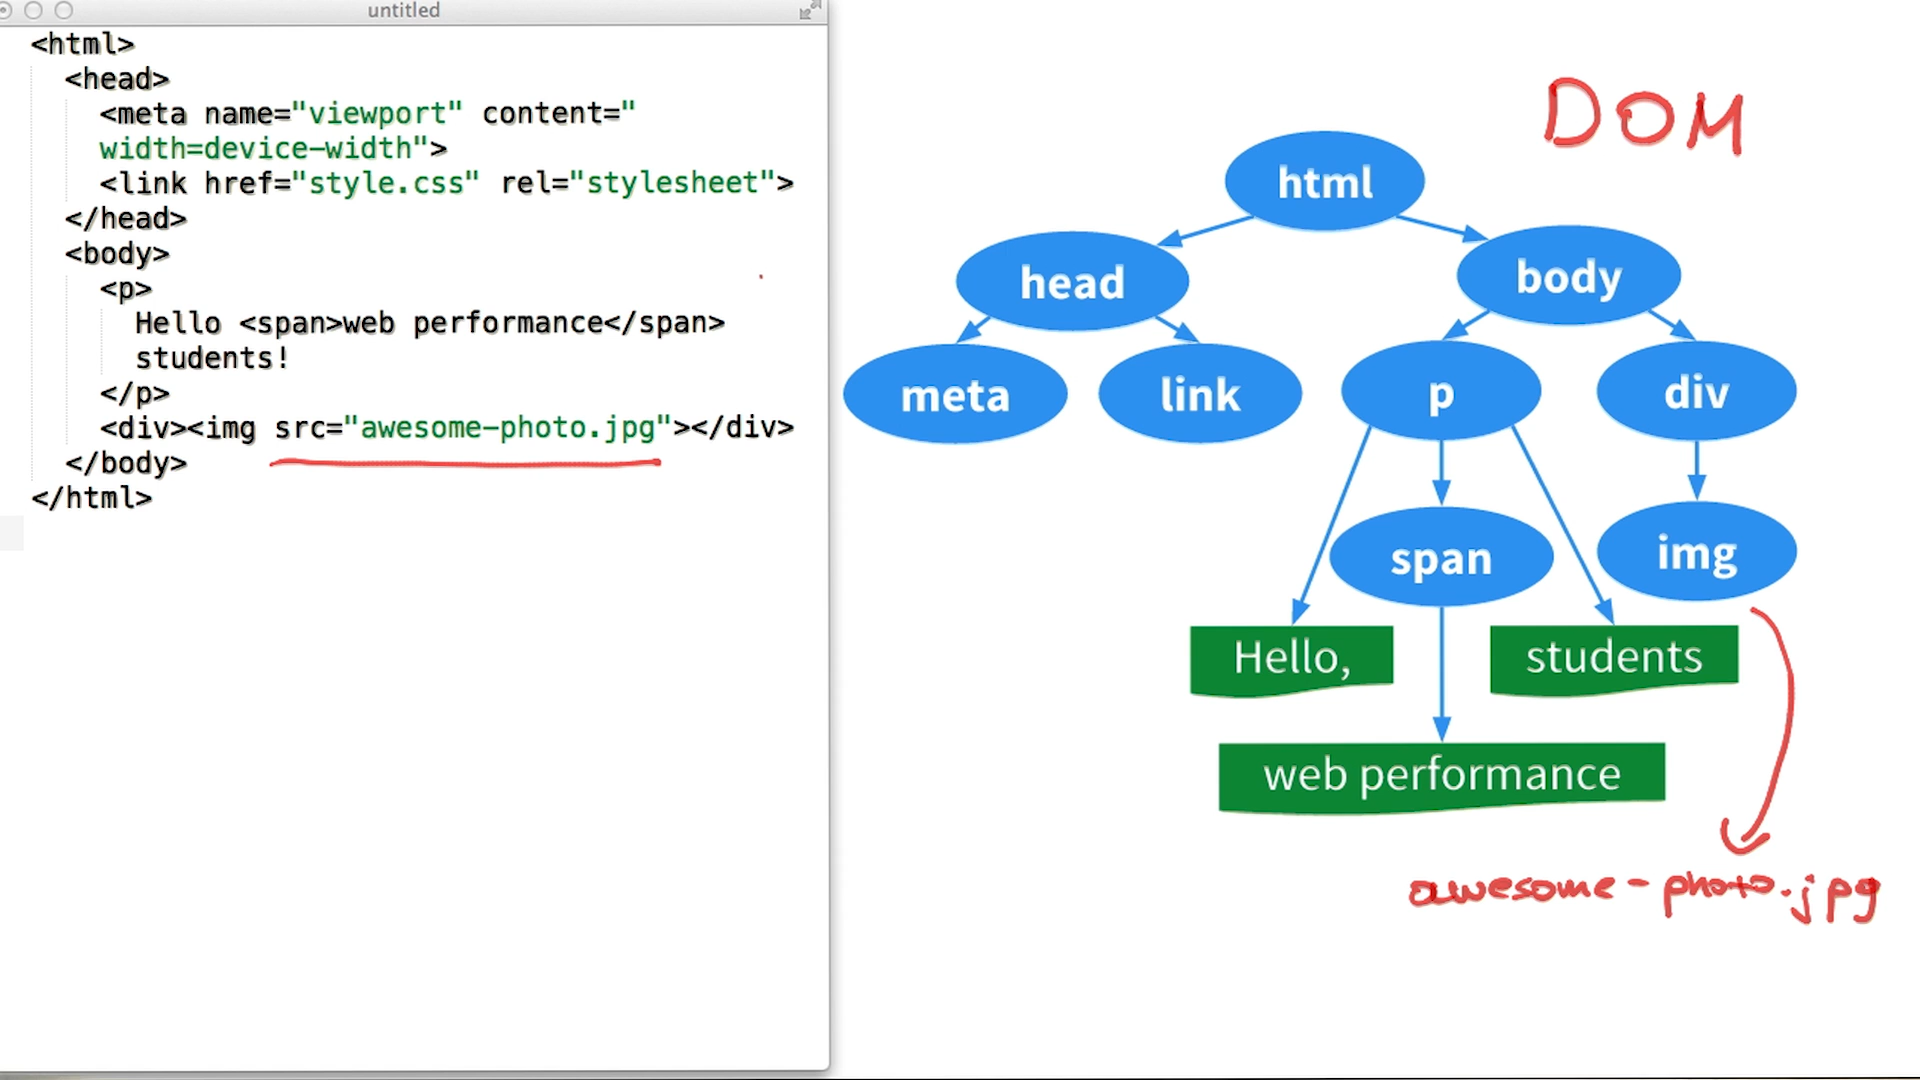 untitled
<html>
<head>
<meta name="viewport" content="
width=device-width">
<link href="style.css" rel="stylesheet">
</head>
<body>
<p>
Hello <span>web performance</span>
students!
</p>
<div><img src="awesome-photo.jpg"></div>
</body>
</html>
DOM
html
head
body
meta
link
p
div
span
img
Hello,
students
web performance
awesome-photo.jpg